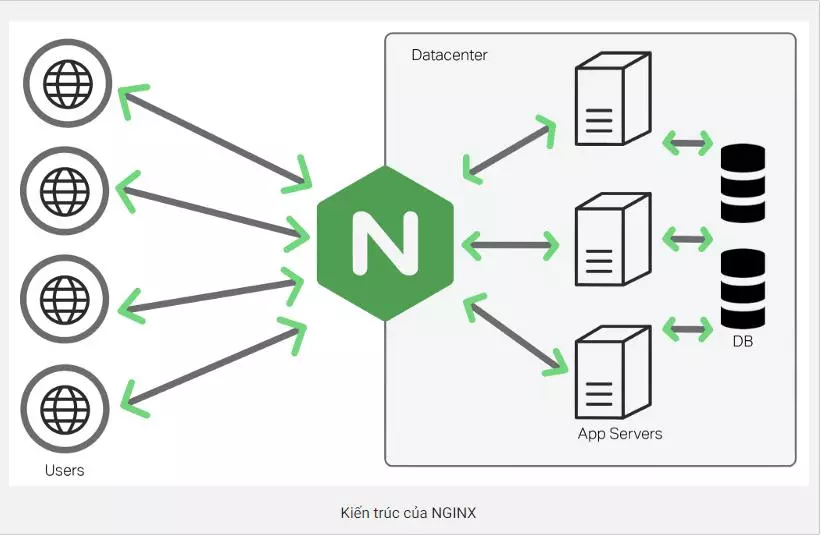 Datacenter
N
DB
App Servers
Users
Kiến trúc của NGINX